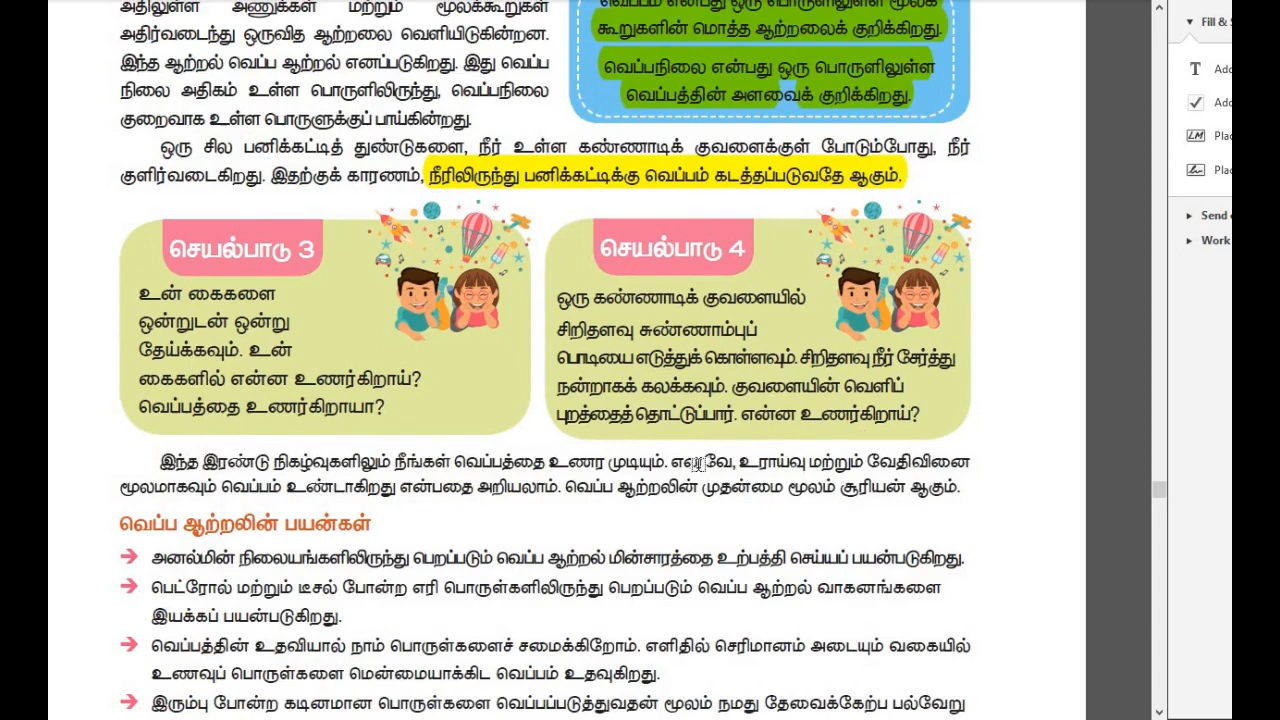 அதிலுள்ள அணுக்கள் மற்றும் மூலக்கூறுகள்
அதிர்வடைந்து ஒருவித ஆற்றலை வெளியிடுகின்றன.
இந்த ஆற்றல் வெப்ப ஆற்றல் எனப்படுகிறது. இது வெப்ப
நிலை அதிகம் உள்ள பொருளிலிருந்து, வெப்பநிலை
குறைவாக உள்ள பொருளுக்குப் பாய்கின்றது.
வெப்பம் என்பது ஒரு பொருளிலுள்ள மூலக்
கூறுகளின் மொத்த ஆற்றலைக் குறிக்கிறது.
வெப்பநிலை என்பது ஒரு பொருளிலுள்ள
வெப்பத்தின் அளவைக் குறிக்கிறது.
ஒரு சில பனிக்கட்டித் துண்டுகளை, நீர் உள்ள கண்ணாடிக் குவளைக்குள் போடும்போது, நீர்
குளிர்வடைகிறது. இதற்குக் காரணம், நீரிலிருந்து பனிக்கட்டிக்கு வெப்பம் கடத்தப்படுவதே ஆகும்.
செயல்பாடு 3
உன் கைகளை
ஒன்றுடன் ஒன்று
தேய்க்கவும். உன்
கைகளில் என்ன உணர்கிறாய்?
வெப்பத்தை உணர்கிறாயா?
செயல்பாடு 4
ஒரு கண்ணாடிக் குவளையில்
சிறிதளவு சுண்ணாம்புப்
பொடியை எடுத்துக் கொள்ளவும். சிறிதளவு நீர் சேர்த்து
நன்றாகக் கலக்கவும். குவளையின் வெளிப்
புறத்தைத் தொட்டுப்பார். என்ன உணர்கிறாய்?
இந்த இரண்டு நிகழ்வுகளிலும் நீங்கள் வெப்பத்தை உணர முடியும். எனவே, உராய்வு மற்றும் வேதிவினை
மூலமாகவும் வெப்பம் உண்டாகிறது என்பதை அறியலாம். வெப்ப ஆற்றலின் முதன்மை மூலம் சூரியன் ஆகும்.
வெப்ப ஆற்றலின் பயன்கள்
➔ அனல்மின் நிலையங்களிலிருந்து பெறப்படும் வெப்ப ஆற்றல் மின்சாரத்தை உற்பத்தி செய்யப் பயன்படுகிறது.
➔ பெட்ரோல் மற்றும் டீசல் போன்ற எரி பொருள்களிலிருந்து பெறப்படும் வெப்ப ஆற்றல் வாகனங்களை
இயக்கப் பயன்படுகிறது.
➔ வெப்பத்தின் உதவியால் நாம் பொருள்களைச் சமைக்கிறோம். எளிதில் செரிமானம் அடையும் வகையில்
உணவுப் பொருள்களை மென்மையாக்கிட வெப்பம் உதவுகிறது.
➔ இரும்பு போன்ற கடினமான பொருள்களை வெப்பப்படுத்துவதன் மூலம் நமது தேவைக்கேற்ப பல்வேறு
Fill &
Send
Work